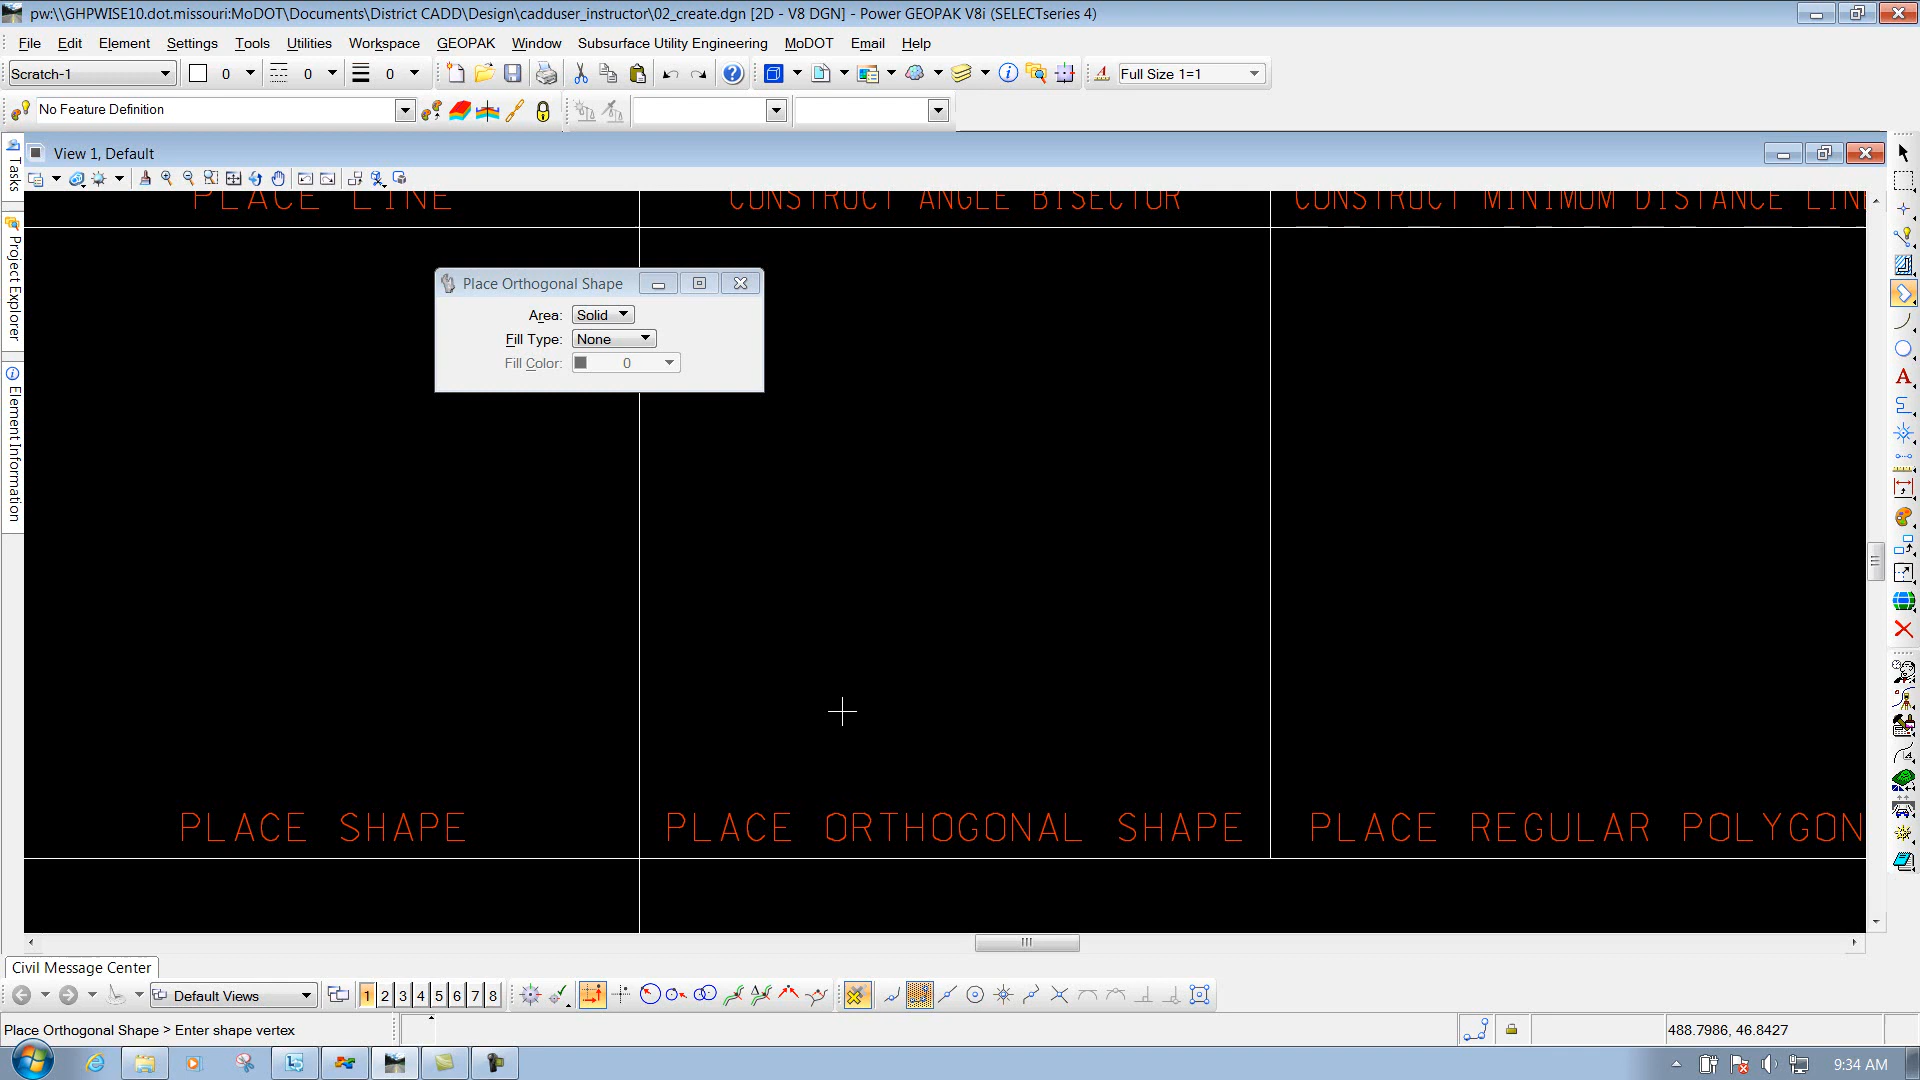 pw:\\GHPWISE10.dot.missouri:MoDOT\Documents\District CADD\Design\cadduser_instructor\02_create.dgn [2D - V8 DGN] - Power GEOPAK V8i (SELECTseries 4)
File Edit Element Settings Tools Utilities Workspace GEOPAK Window Subsurface Utility Engineering MoDOT Email Help
Scratch-1 0 0 0 Full Size 1=1
No Feature Definition
View 1, Default
Tasks
Project Explorer
Element Information
PLACE LINE CONSTRUCT ANGLE BISECTOR CONSTRUCT MINIMUM DISTANCE LIN
Place Orthogonal Shape
Area: Solid
Fill Type: None
Fill Color: 0
PLACE SHAPE PLACE ORTHOGONAL SHAPE PLACE REGULAR POLYGON
Civil Message Center
Default Views 1 2 3 4 5 6 7 8
Place Orthogonal Shape > Enter shape vertex 488.7986, 46.8427
9:34 AM